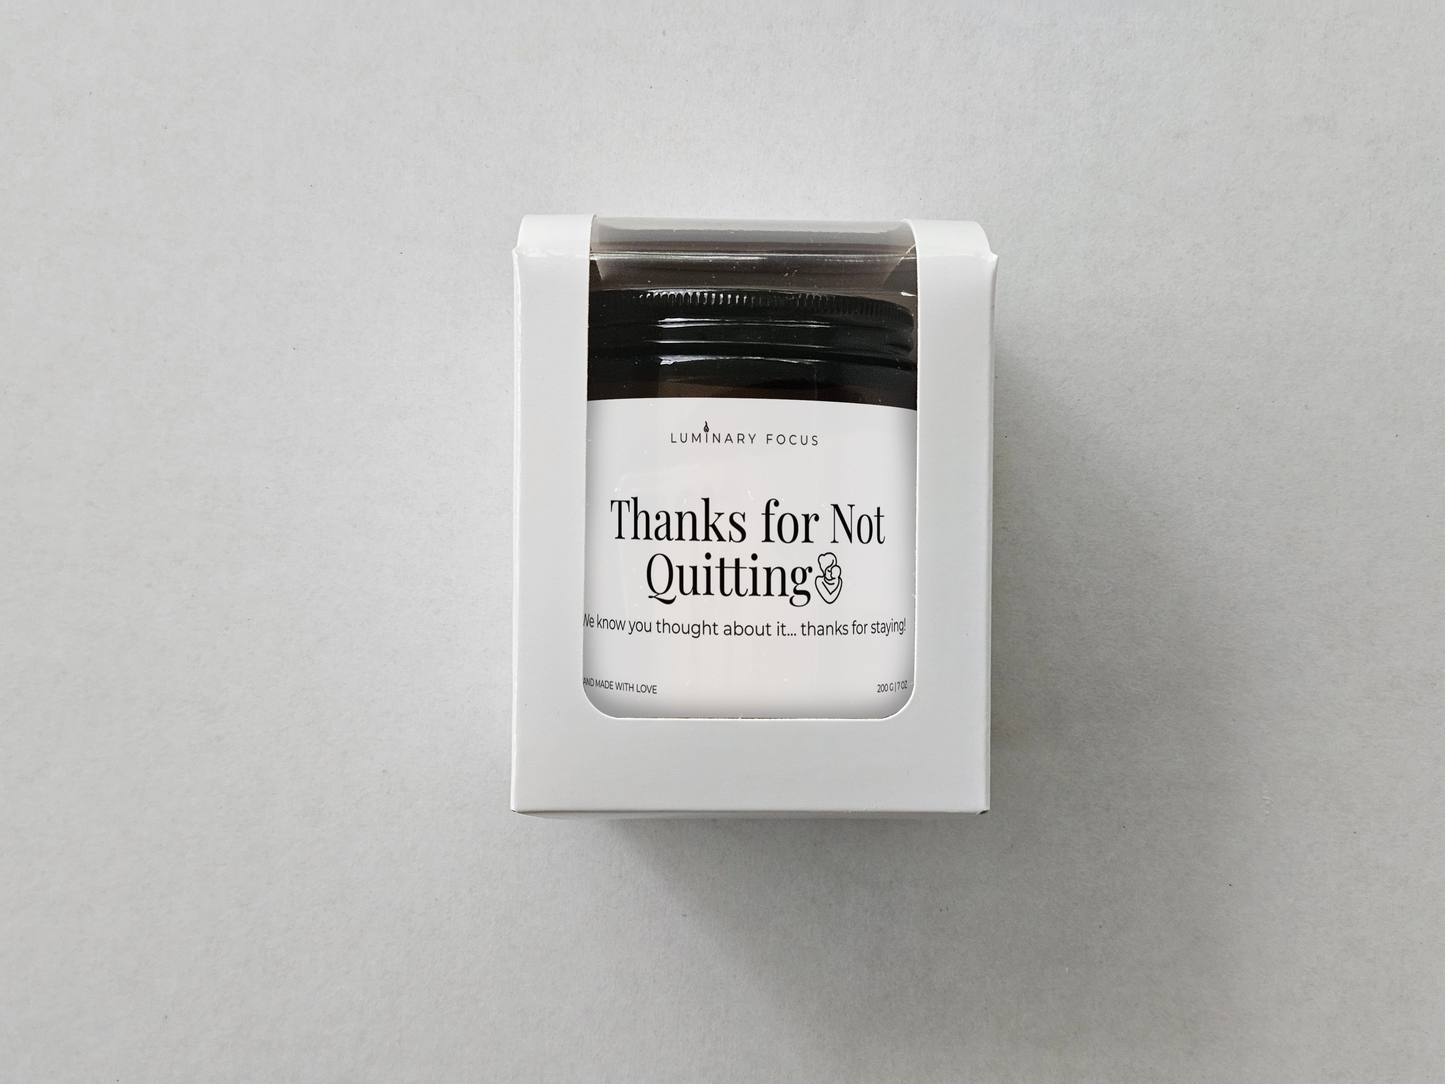 LUMINARY FOCUS
Thanks for Not
Quitting
We know you thought about it... thanks for staying!
AND MADE WITH LOVE
200 G | 7 OZ